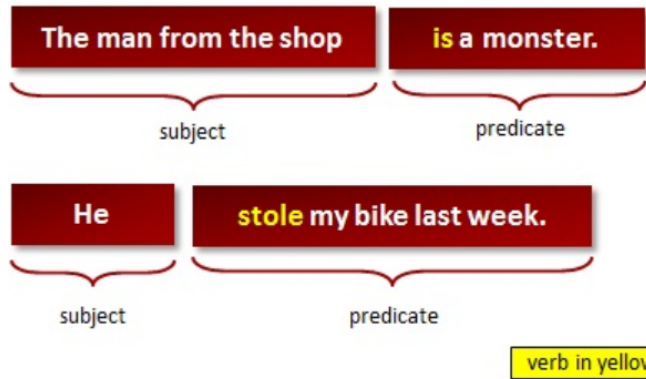 The man from the shop is a monster.
subject predicate
He stole my bike last week.
subject predicate
verb in yellow